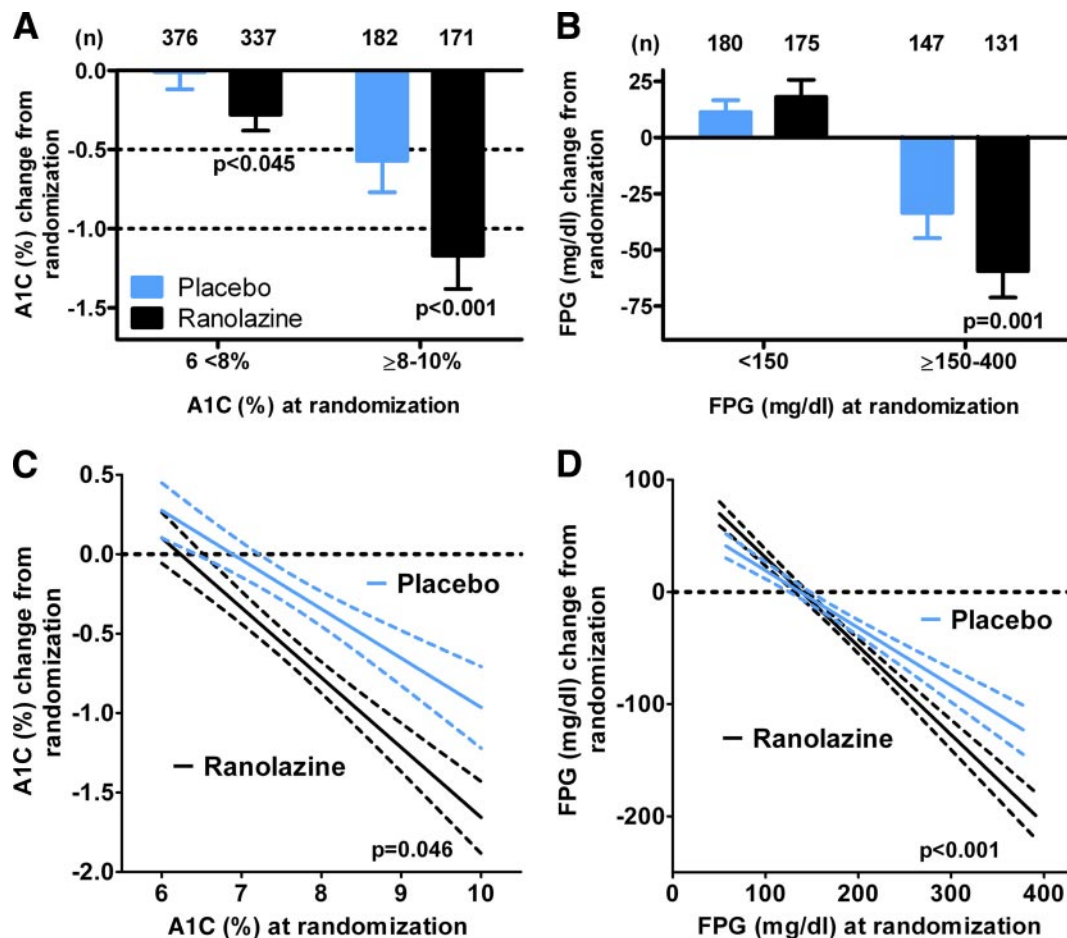 A
(n) 376 337 182 171
0.0
-0.5
-1.0
-1.5
A1C (%) change from
randomization
p<0.045
p<0.001
Placebo
Ranolazine
6 <8%
≥8-10%
A1C (%) at randomization
B
(n) 180 175 147 131
25
0
-25
-50
-75
FPG (mg/dl) change from
randomization
p=0.001
<150
≥150-400
FPG (mg/dl) at randomization
C
0.5
0.0
-0.5
-1.0
-1.5
-2.0
A1C (%) change from
randomization
Placebo
Ranolazine
p=0.046
6 7 8 9 10
A1C (%) at randomization
D
100
0
-100
-200
FPG (mg/dl) change from
randomization
Placebo
Ranolazine
p<0.001
0 100 200 300 400
FPG (mg/dl) at randomization